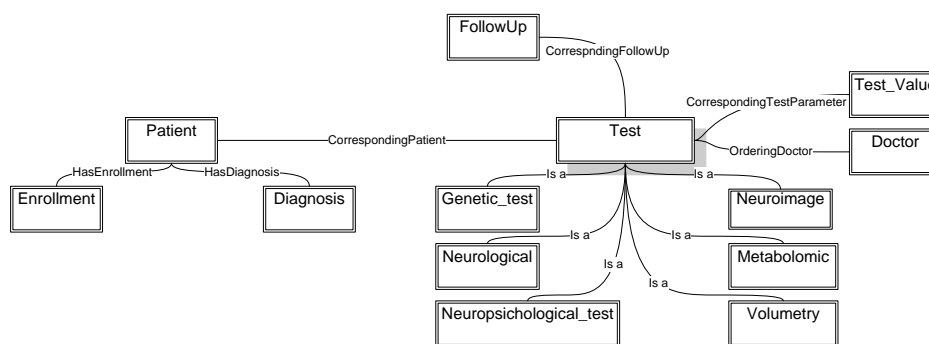 FollowUp
CorrespndingFollowUp
Test_Value
CorrespondingTestParameter
Patient
CorrespondingPatient
Test
OrderingDoctor
Doctor
HasEnrollment
HasDiagnosis
Is a
Is a
Enrollment
Diagnosis
Genetic_test
Neuroimage
Is a
Is a
Neurological
Metabolomic
Is a
Is a
Neuropsichological_test
Volumetry